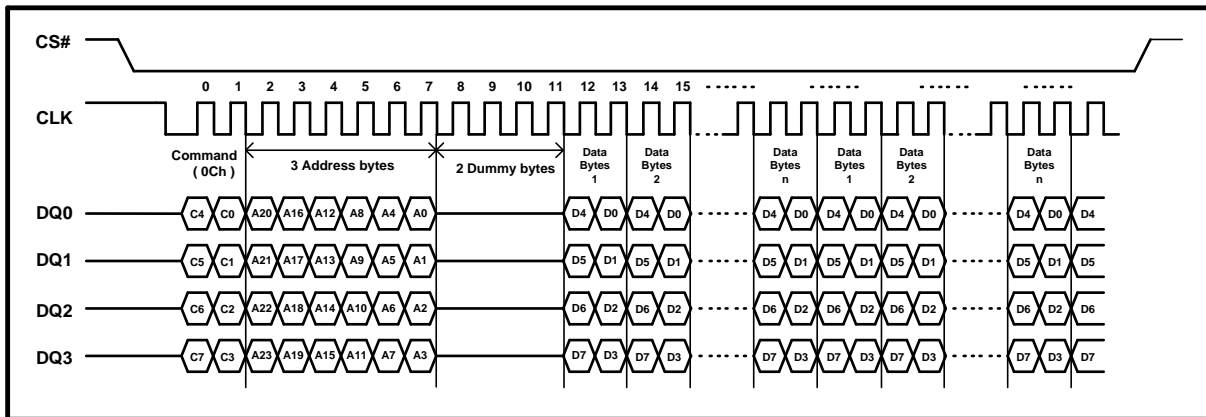 CS#
0 1 2 3 4 5 6 7 8 9 10 11 12 13 14 15 ...... ...... ...... ......
CLK
Command
( 0Ch )
3 Address bytes
2 Dummy bytes
Data
Bytes
1
Data
Bytes
2
Data
Bytes
n
Data
Bytes
1
Data
Bytes
2
Data
Bytes
n
DQ0 C4 C0 A20 A16 A12 A8 A4 A0 D4 D0 D4 D0 D4 D0 D4 D0 D4 D0 D4 D0 D4
DQ1 C5 C1 A21 A17 A13 A9 A5 A1 D5 D1 D5 D1 D5 D1 D5 D1 D5 D1 D5 D1 D5
DQ2 C6 C2 A22 A18 A14 A10 A6 A2 D6 D2 D6 D2 D6 D2 D6 D2 D6 D2 D6 D2 D6
DQ3 C7 C3 A23 A19 A15 A11 A7 A3 D7 D3 D7 D3 D7 D3 D7 D3 D7 D3 D7 D3 D7